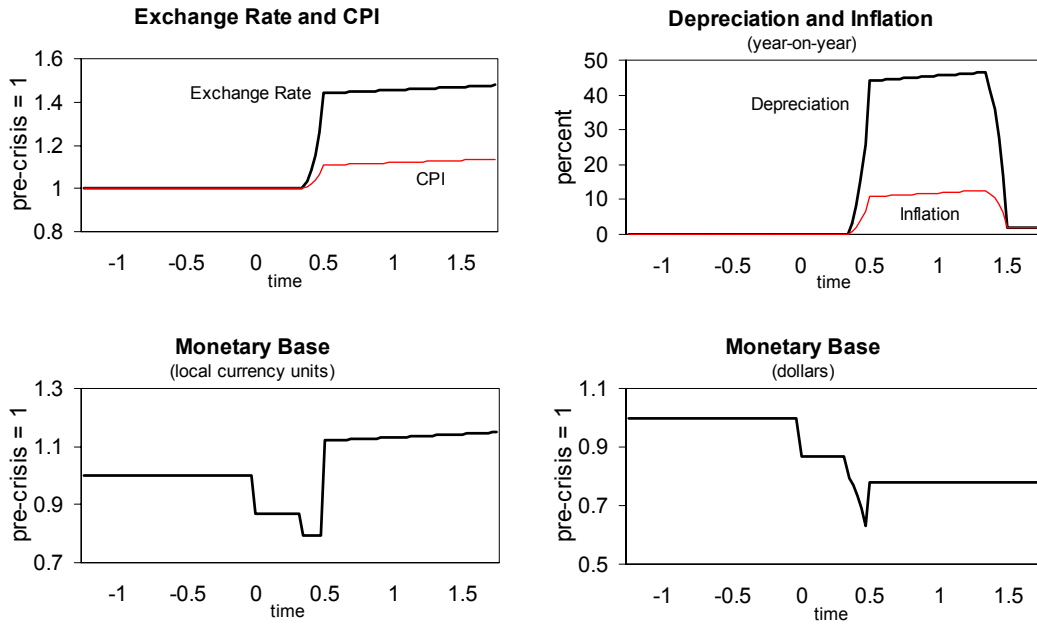 Exchange Rate and CPI
pre-crisis = 1
1.6
1.4
1.2
1
0.8
Exchange Rate
CPI
-1 -0.5 0 0.5 1 1.5
time
Depreciation and Inflation
(year-on-year)
percent
50
40
30
20
10
0
Depreciation
Inflation
-1 -0.5 0 0.5 1 1.5
time
Monetary Base
(local currency units)
pre-crisis = 1
1.3
1.1
0.9
0.7
-1 -0.5 0 0.5 1 1.5
time
Monetary Base
(dollars)
pre-crisis = 1
1.1
0.9
0.7
0.5
-1 -0.5 0 0.5 1 1.5
time